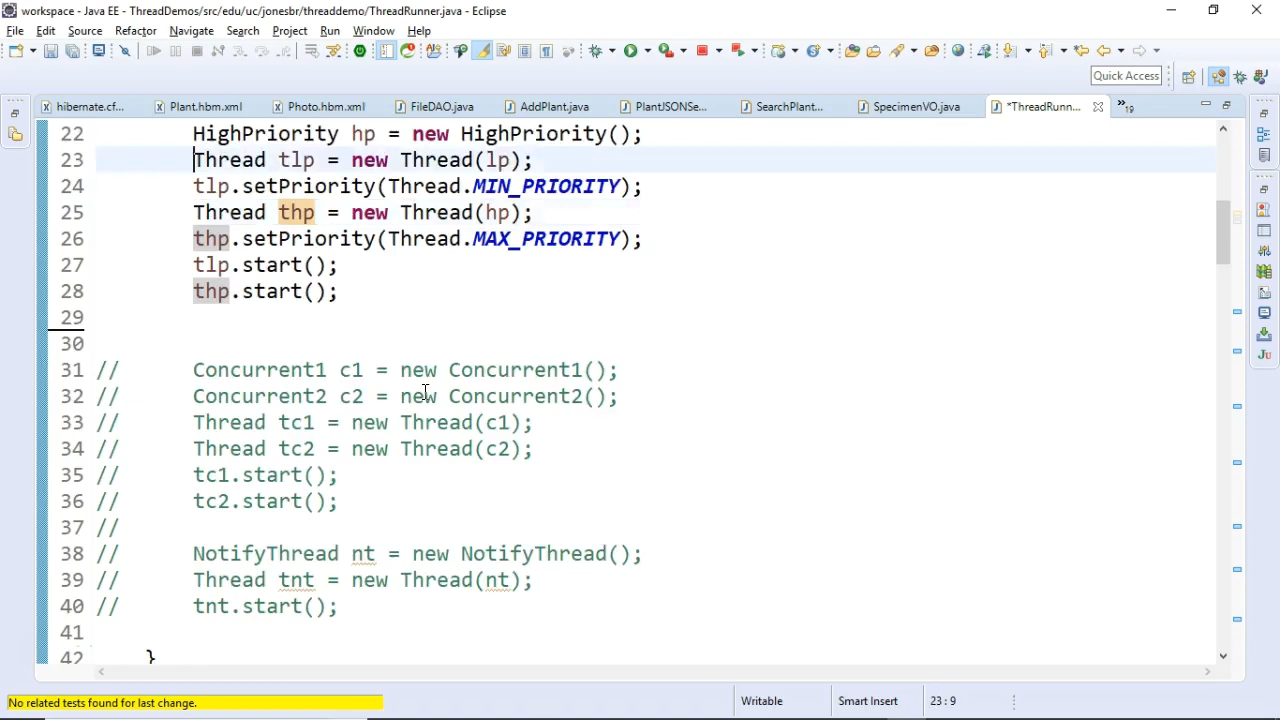 workspace - Java EE - ThreadDemos/src/edu/uc/jonesbr/threaddemo/ThreadRunner.java - Eclipse
File Edit Source Refactor Navigate Search Project Run Window Help
Quick Access
hibernate.cf... Plant.hbm.xml Photo.hbm.xml FileDAO.java AddPlant.java PlantJSONSe... SearchPlant... SpecimenVO.java *ThreadRunn... »19
22 HighPriority hp = new HighPriority();
23 Thread tlp = new Thread(lp);
24 tlp.setPriority(Thread.MIN_PRIORITY);
25 Thread thp = new Thread(hp);
26 thp.setPriority(Thread.MAX_PRIORITY);
27 tlp.start();
28 thp.start();
29
30
31 // Concurrent1 c1 = new Concurrent1();
32 // Concurrent2 c2 = new Concurrent2();
33 // Thread tc1 = new Thread(c1);
34 // Thread tc2 = new Thread(c2);
35 // tc1.start();
36 // tc2.start();
37 //
38 // NotifyThread nt = new NotifyThread();
39 // Thread tnt = new Thread(nt);
40 // tnt.start();
41
42 }
No related tests found for last change. Writable Smart Insert 23 : 9